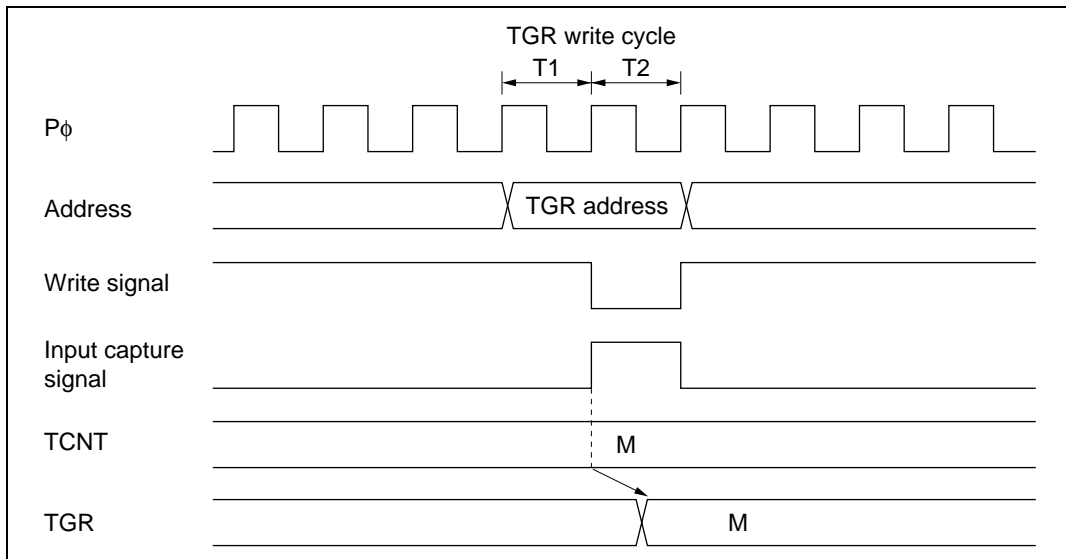 TGR write cycle
T1 T2
Pϕ
Address
TGR address
Write signal
Input capture
signal
TCNT
M
TGR
M